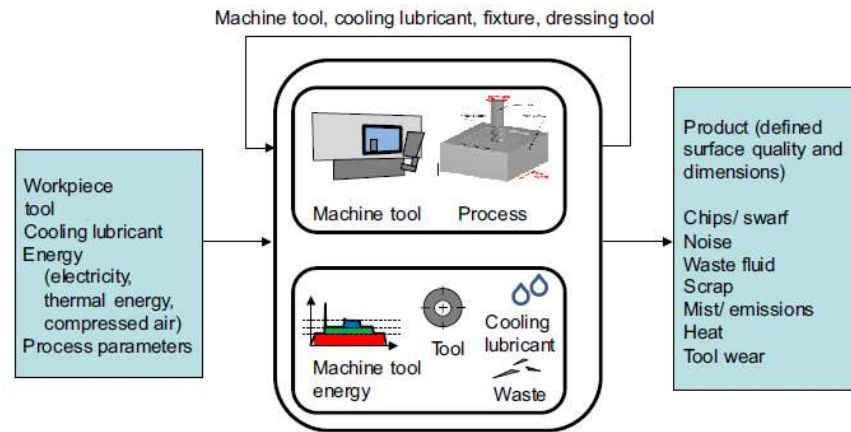 Machine tool, cooling lubricant, fixture, dressing tool
Workpiece
tool
Cooling lubricant
Energy
(electricity,
thermal energy,
compressed air)
Process parameters
Machine tool
Process
Machine tool
energy
Tool
Cooling
lubricant
Waste
Product (defined
surface quality and
dimensions)
Chips/ swarf
Noise
Waste fluid
Scrap
Mist/ emissions
Heat
Tool wear